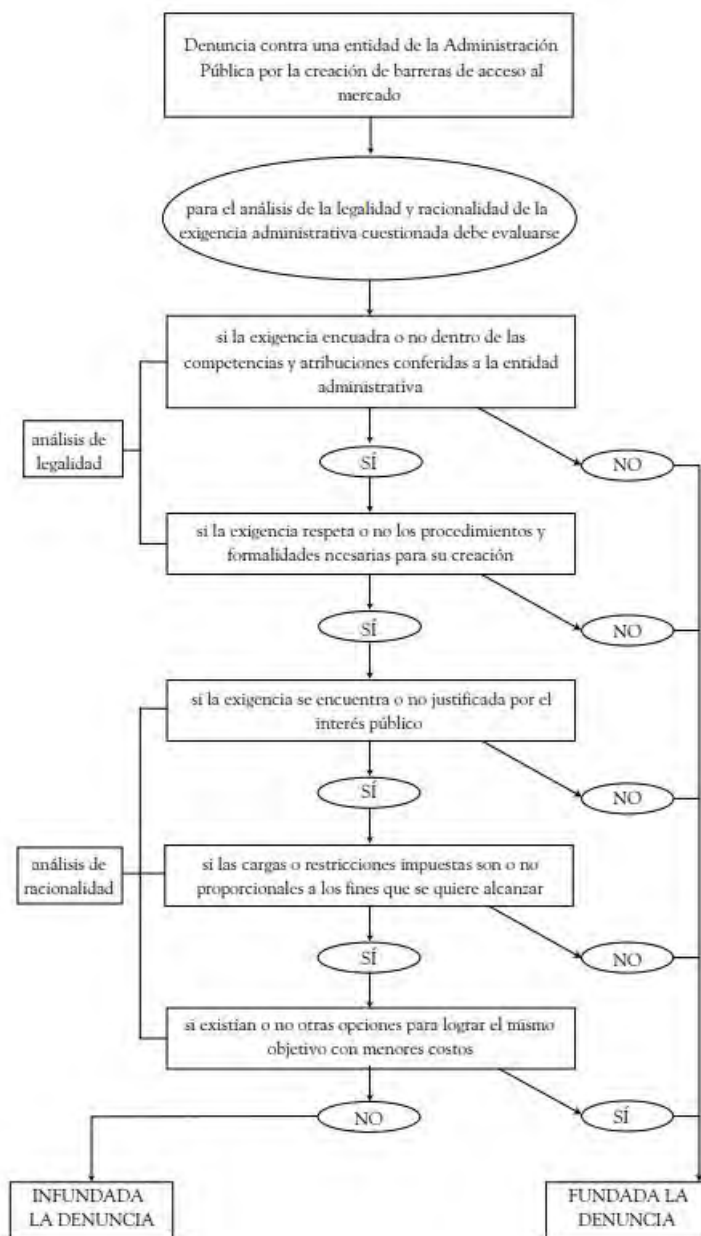 Denuncia contra una entidad de la Administración
Pública por la creación de barreras de acceso al
mercado
para el análisis de la legalidad y racionalidad de la
exigencia administrativa cuestionada debe evaluarse
si la exigencia encuadra o no dentro de las
competencias y atribuciones conferidas a la entidad
administrativa
análisis de
legalidad
SÍ
NO
si la exigencia respeta o no los procedimientos y
formalidades ncesarias para su creación
SÍ
NO
si la exigencia se encuentra o no justificada por el
interés público
SÍ
NO
análisis de
racionalidad
si las cargas o restricciones impuestas son o no
proporcionales a los fines que se quiere alcanzar
SÍ
NO
si existían o no otras opciones para lograr el mismo
objetivo con menores costos
NO
SÍ
INFUNDADA
LA DENUNCIA
FUNDADA LA
DENUNCIA